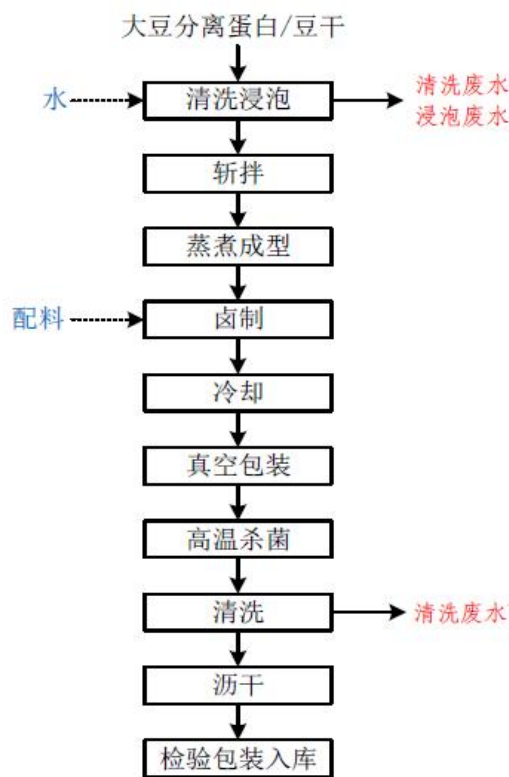 大豆分离蛋白/豆干
水
清洗浸泡
清洗废水
浸泡废水
斩拌
蒸煮成型
配料
卤制
冷却
真空包装
高温杀菌
清洗
清洗废水
沥干
检验包装入库